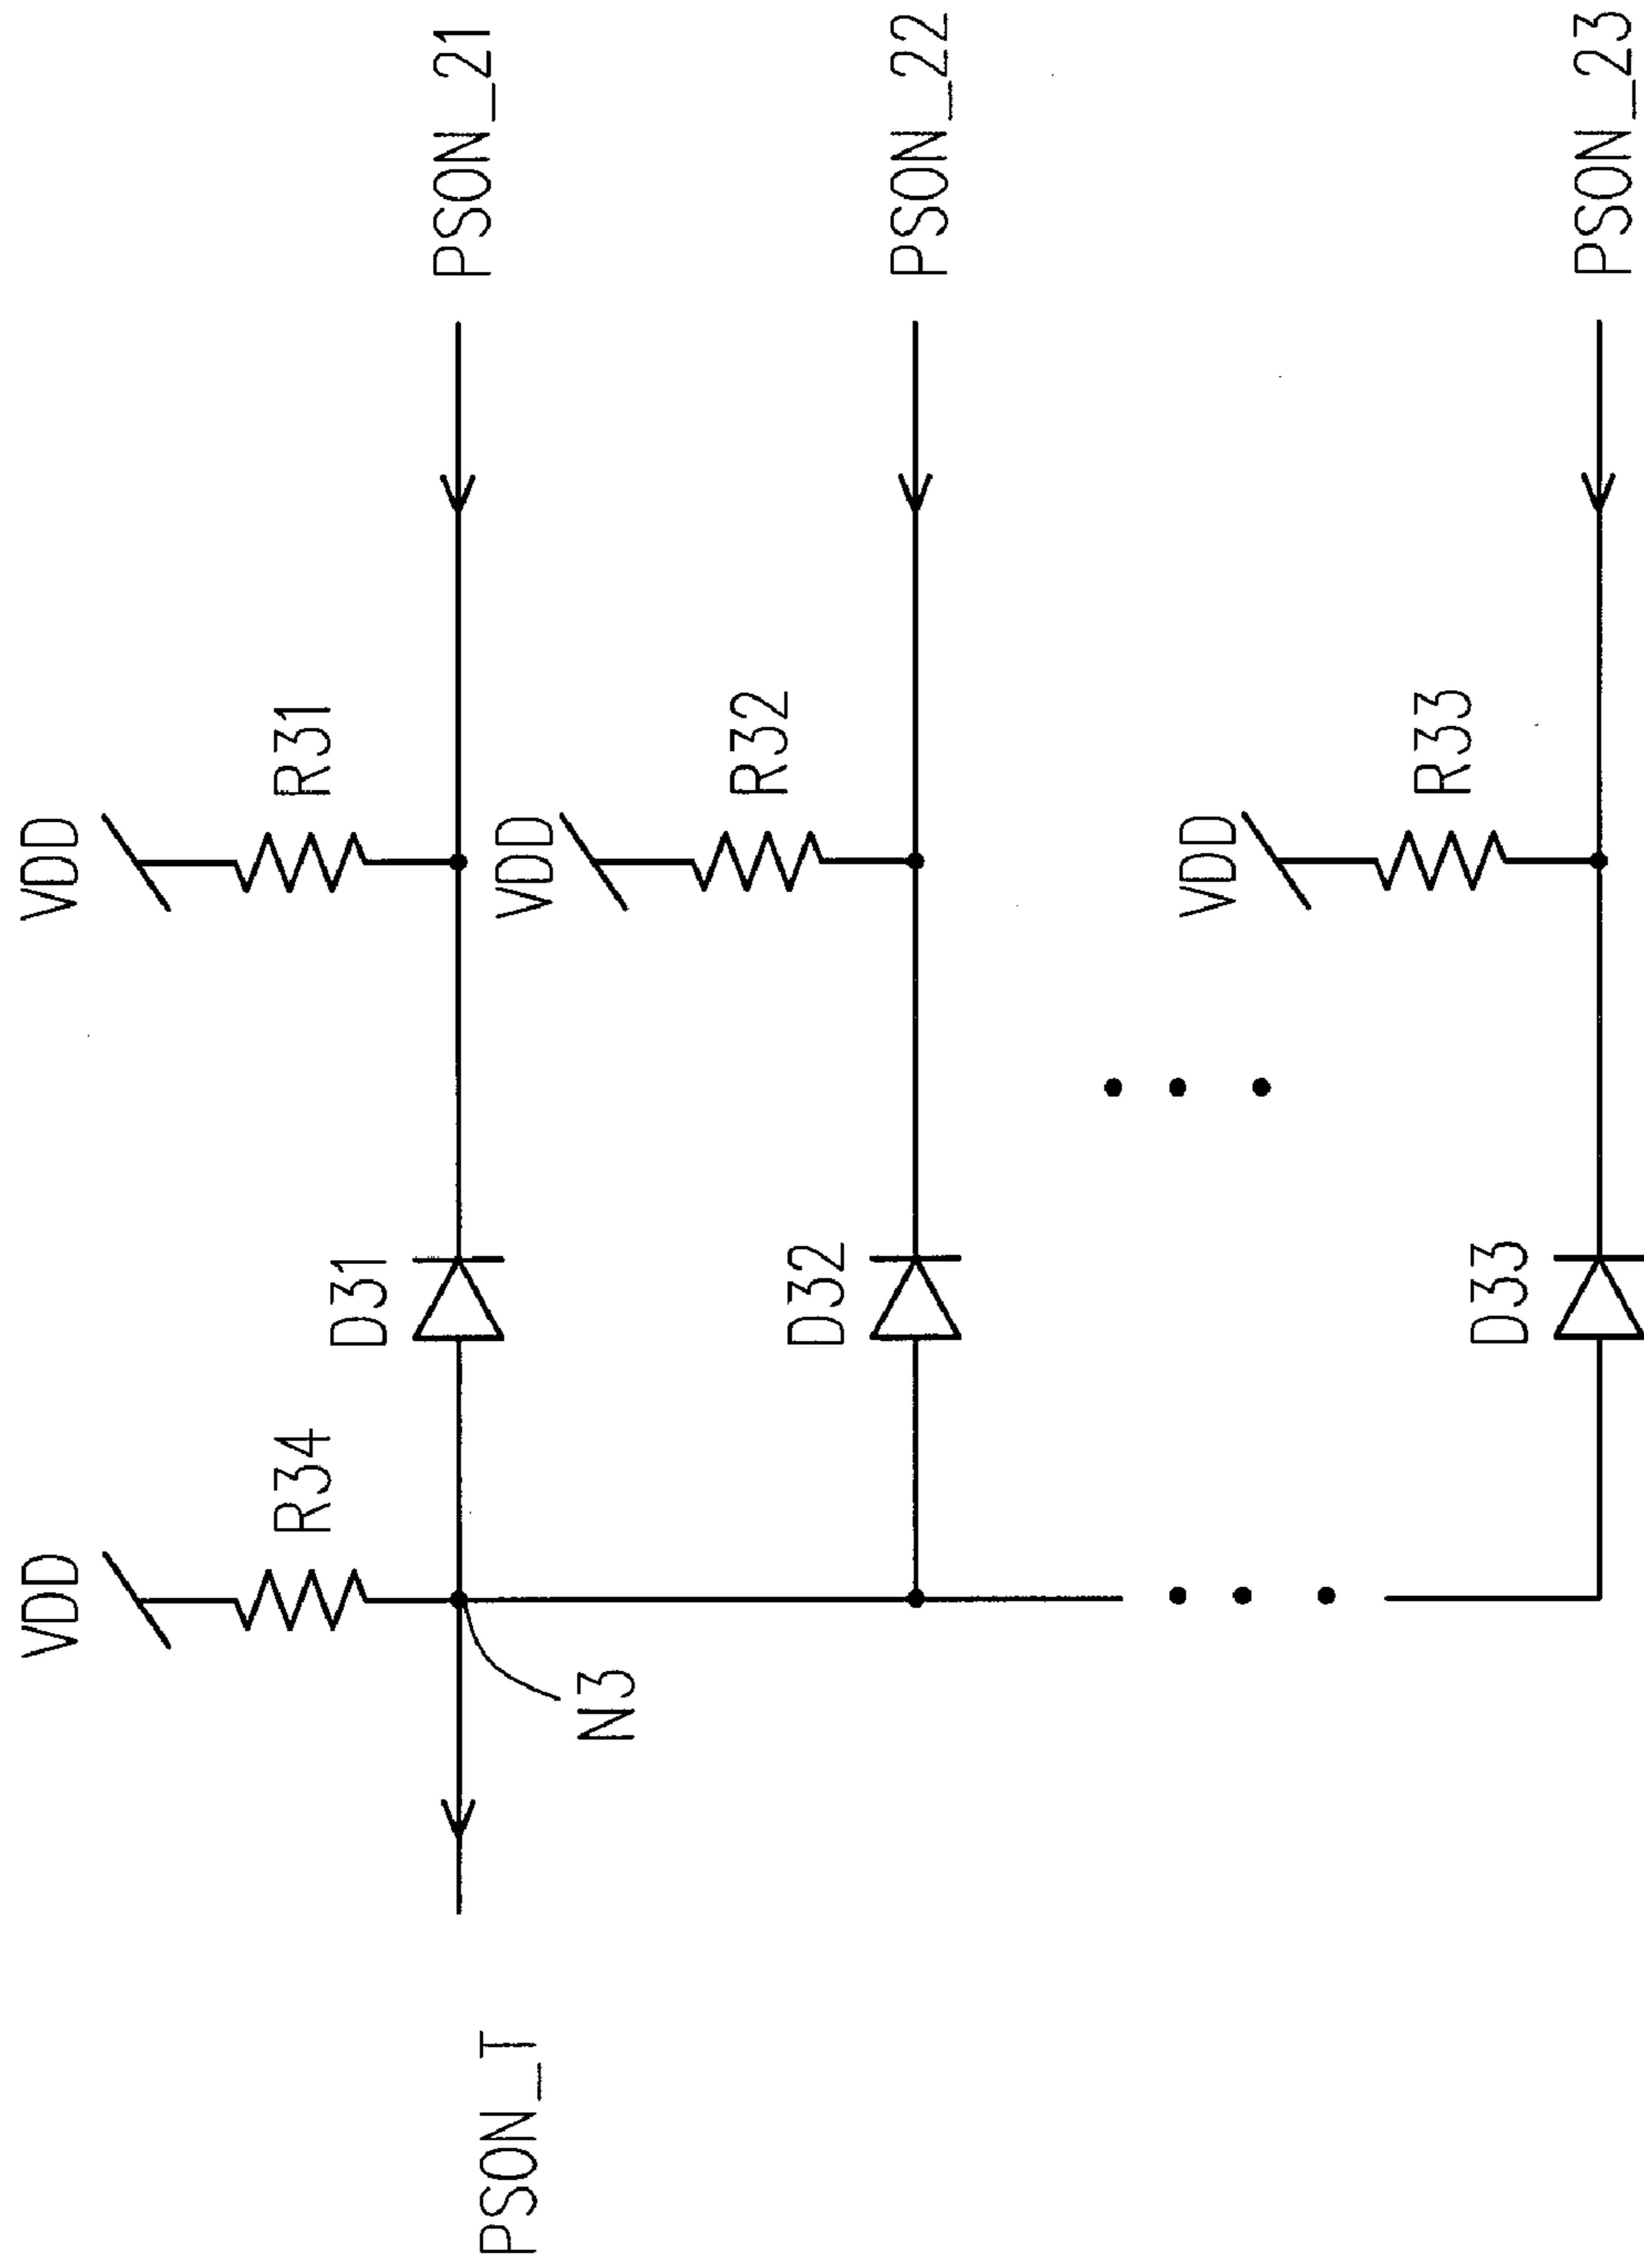 VDD
R34
N3
PSON_T
D31
VDD
R31
PSON_21
D32
VDD
R32
PSON_22
D33
VDD
R33
PSON_23